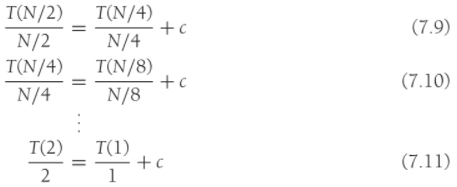 T(N/2)/N/2 = T(N/4)/N/4 + c (7.9)
T(N/4)/N/4 = T(N/8)/N/8 + c (7.10)
⋮
T(2)/2 = T(1)/1 + c (7.11)